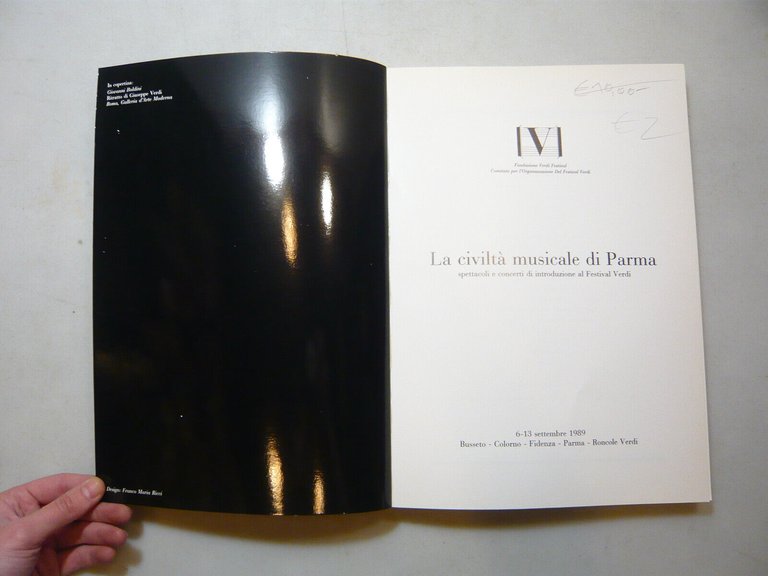 In copertina:
Giovanni Boldini
Ritratto di Giuseppe Verdi
Roma, Galleria d'Arte Moderna
Design: Franco Maria Ricci
€ 2
[V]
Fondazione Verdi Festival
Comitato per l'Organizzazione Del Festival Verdi
La civiltà musicale di Parma
spettacoli e concerti di introduzione al Festival Verdi
6-13 settembre 1989
Busseto - Colorno - Fidenza - Parma - Roncole Verdi